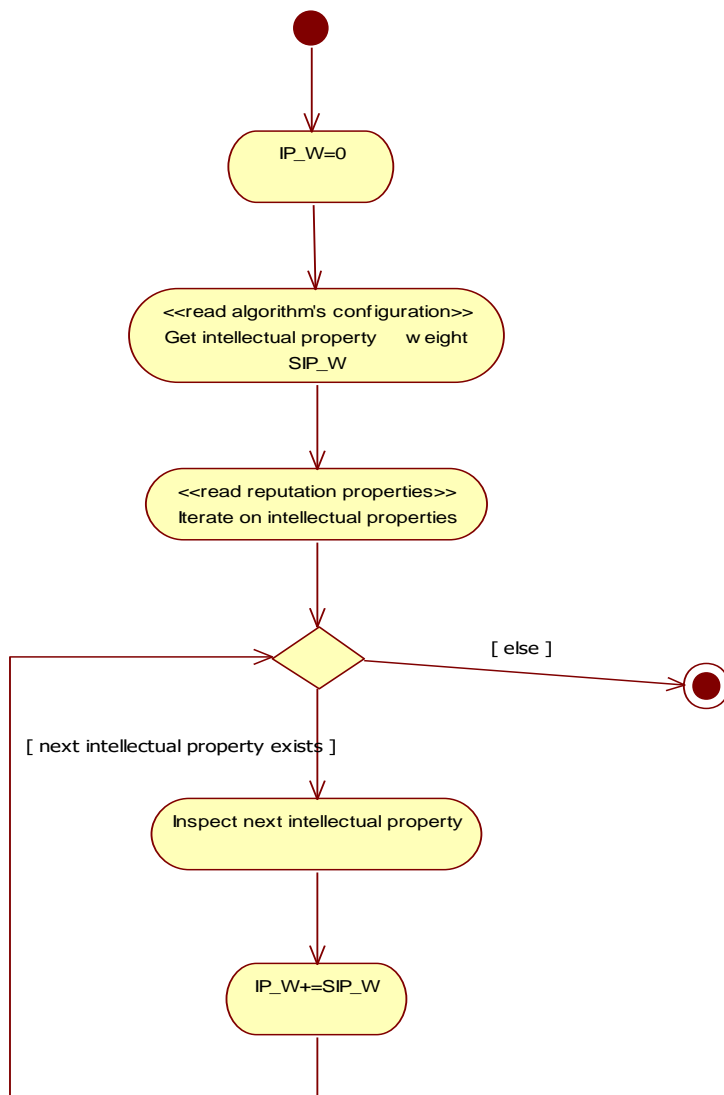 IP_W=0
<<read algorithm's configuration>>
Get intellectual property weight
SIP_W
<<read reputation properties>>
Iterate on intellectual properties
[ else ]
[ next intellectual property exists ]
Inspect next intellectual property
IP_W+=SIP_W